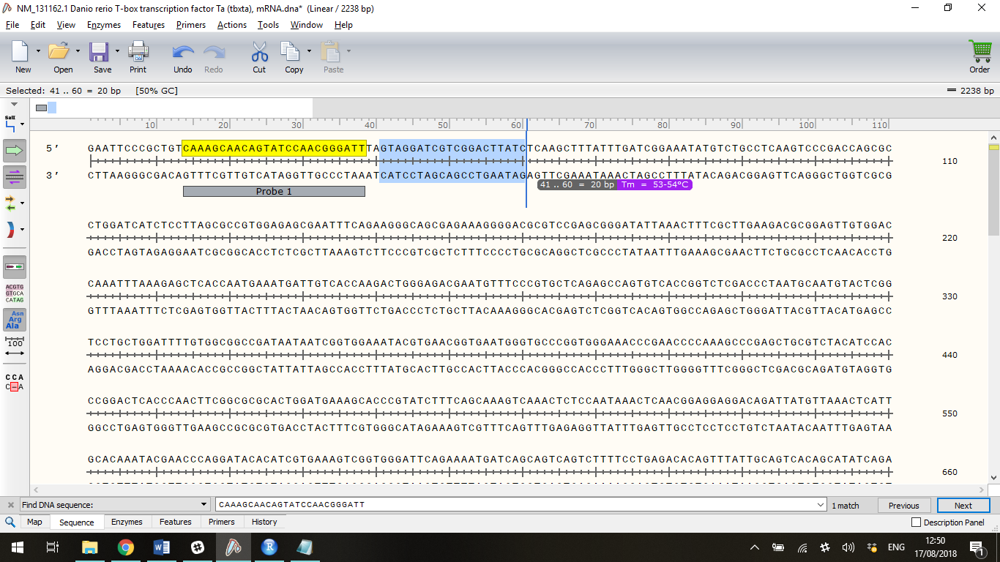 NM_131162.1 Danio rerio T-box transcription factor Ta (tbxta), mRNA.dna* (Linear / 2238 bp)
File Edit View Enzymes Features Primers Actions Tools Window Help
New Open Save Print Undo Redo Cut Copy Paste Order
Selected: 41 .. 60 = 20 bp [50% GC] 2238 bp
SalI
10 20 30 40 50 60 70 80 90 100 110
5’ GAATTCCCGCTGTCAAAGCAACAGTATCCAACGGGATTTAGTAGGATCGTCGGACTTATCTCAAGCTTTATTTGATCGGAAATATGTCTGCCTCAAGTCCCGACCAGCGC
110
3’ CTTAAGGGCGACAGTTTCGTTGTCATAGGTTGCCCTAAATCATCCTAGCAGCCTGAATAGAGTTCGAAATAAACTAGCCTTTATACAGACGGAGTTCAGGGCTGGTCGCG
41 .. 60 = 20 bp Tm = 53-54°C
Probe 1
CTGGATCATCTCCTTAGCGCCGTGGAGAGCGAATTTCAGAAGGGCAGCGAGAAAGGGGACGCGTCCGAGCGGGATATTAAACTTTCGCTTGAAGACGCGGAGTTGTGGAC
220
GACCTAGTAGAGGAATCGCGGCACCTCTCGCTTAAAGTCTTCCCGTCGCTCTTTCCCCTGCGCAGGCTCGCCCTATAATTTGAAAGCGAACTTCTGCGCCTCAACACCTG
CAAATTTAAAGAGCTCACCAATGAAATGATTGTCACCAAGACTGGGAGACGAATGTTTCCCGTGCTCAGAGCCAGTGTCACCGGTCTCGACCCTAATGCAATGTACTCGG
330
GTTTAAATTTCTCGAGTGGTTACTTTACTAACAGTGGTTCTGACCCTCTGCTTACAAAGGGCACGAGTCTCGGTCACAGTGGCCAGAGCTGGGATTACGTTACATGAGCC
TCCTGCTGGATTTTGTGGCGGCCGATAATAATCGGTGGAAATACGTGAACGGTGAATGGGTGCCCGGTGGGAAACCCGAACCCCAAAGCCCGAGCTGCGTCTACATCCAC
440
AGGACGACCTAAAACACCGCCGGCTATTATTAGCCACCTTTATGCACTTGCCACTTACCCACGGGCCACCCTTTGGGCTTGGGGTTTCGGGCTCGACGCAGATGTAGGTG
CCGGACTCACCCAACTTCGGCGCGCACTGGATGAAAGCACCCGTATCTTTCAGCAAAGTCAAACTCTCCAATAAACTCAACGGAGGAGGACAGATTATGTTAAACTCATT
550
GGCCTGAGTGGGTTGAAGCCGCGCGTGACCTACTTTCGTGGGCATAGAAAGTCGTTTCAGTTTGAGAGGTTATTTGAGTTGCCTCCTCCTGTCTAATACAATTTGAGTAA
GCACAAATACGAACCCAGGATACACATCGTGAAAGTCGGTGGGATTCAGAAAATGATCAGCAGTCAGTCTTTTCCTGAGACACAGTTTATTGCAGTCACAGCATATCAGA
660
ACGTG
GTGCA
CATAG
Asn
Arg
Ala
100
CCA
C-A
Find DNA sequence: CAAAGCAACAGTATCCAACGGGATT 1 match Previous Next
Map Sequence Enzymes Features Primers History Description Panel
ENG 12:50
17/08/2018 1